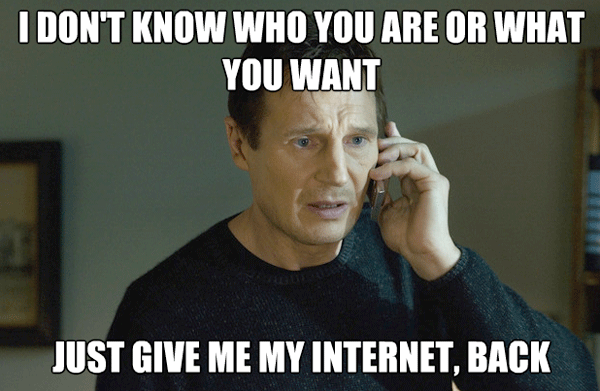 I DON'T KNOW WHO YOU ARE OR WHAT
YOU WANT
JUST GIVE ME MY INTERNET, BACK